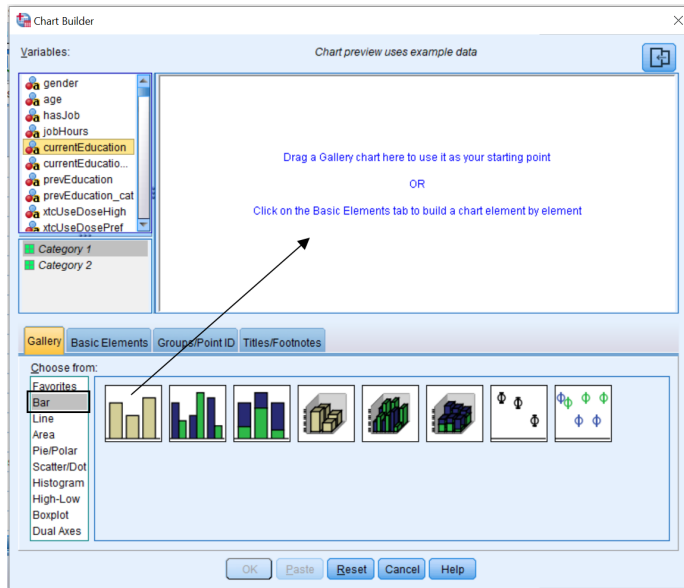 Chart Builder
Variables:
Chart preview uses example data
gender
age
hasJob
jobHours
currentEducation
currentEducatio...
prevEducation
prevEducation_cat
xtcUseDoseHigh
xtcUseDosePref
Category 1
Category 2
Drag a Gallery chart here to use it as your starting point
OR
Click on the Basic Elements tab to build a chart element by element
Gallery Basic Elements Groups/Point ID Titles/Footnotes
Choose from:
Favorites
Bar
Line
Area
Pie/Polar
Scatter/Dot
Histogram
High-Low
Boxplot
Dual Axes
OK Paste Reset Cancel Help